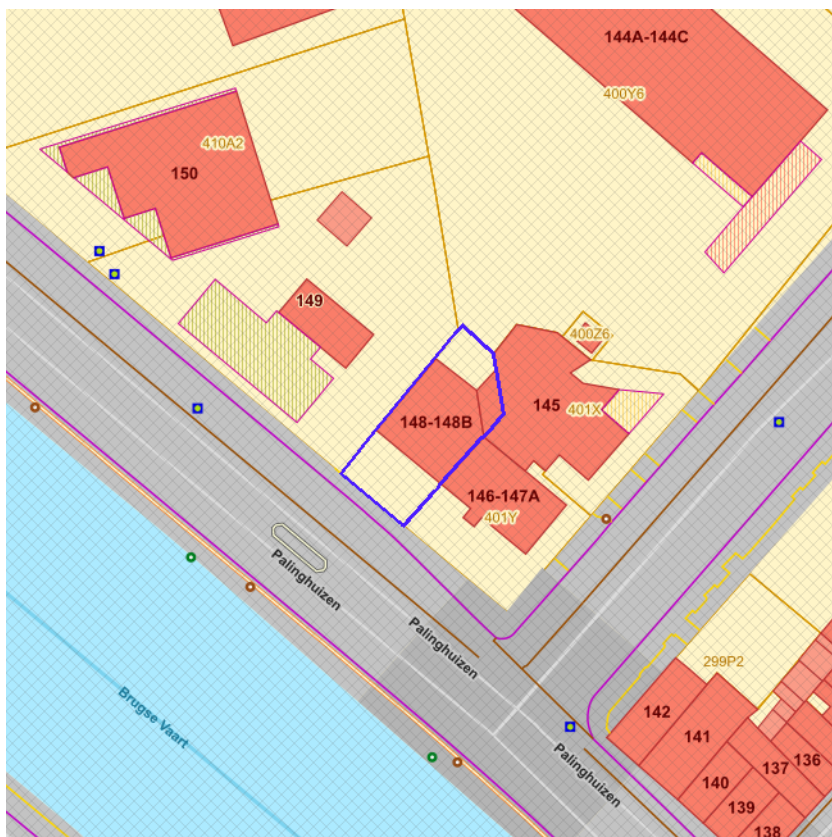 144A-144C
400Y6
410A2
150
149
400Z6
145
401X
148-148B
146-147A
401Y
Palinghuizen
Palinghuizen
299P2
Brugse Vaart
142
141
136
137
Palinghuizen
140
139
138